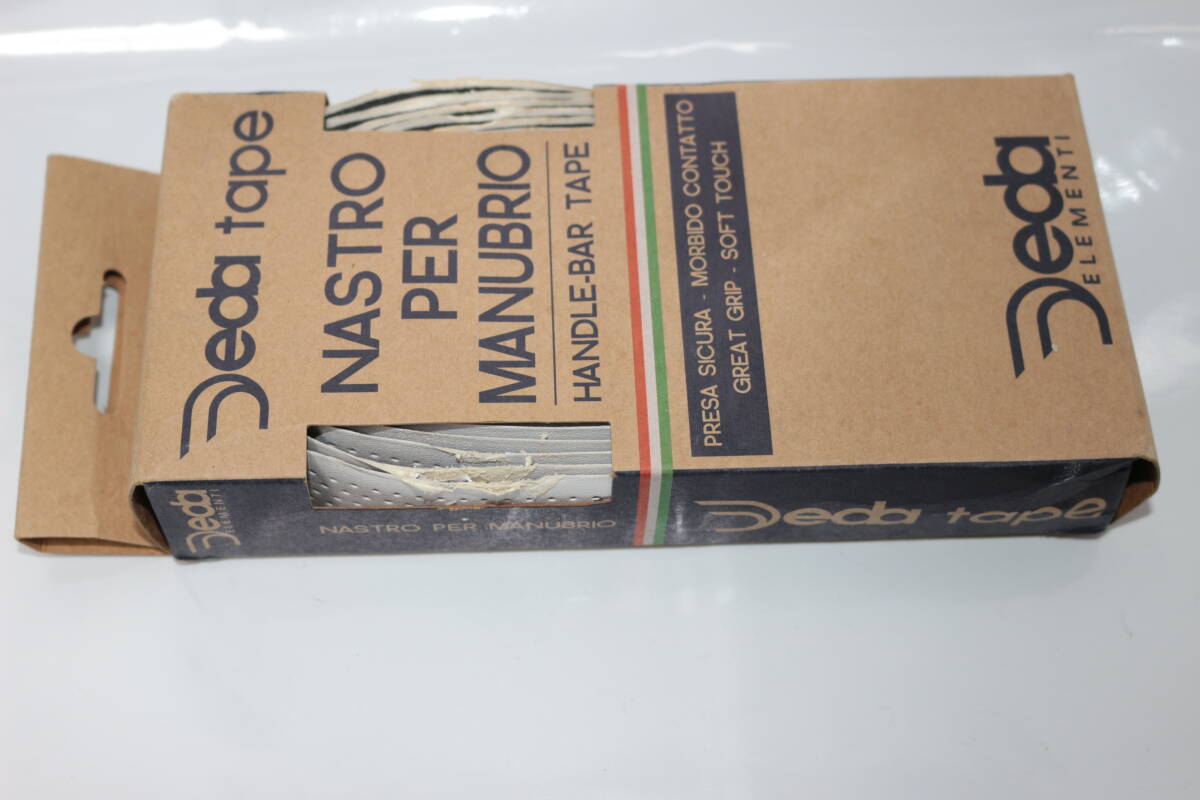 Deda tape
NASTRO
PER
MANUBRIO
HANDLE-BAR TAPE
PRESA SICURA - MORBIDO CONTATTO
GREAT GRIP - SOFT TOUCH
Deda
ELEMENTI
Deda
ELEMENTI
NASTRO PER MANUBRIO
Deda tape